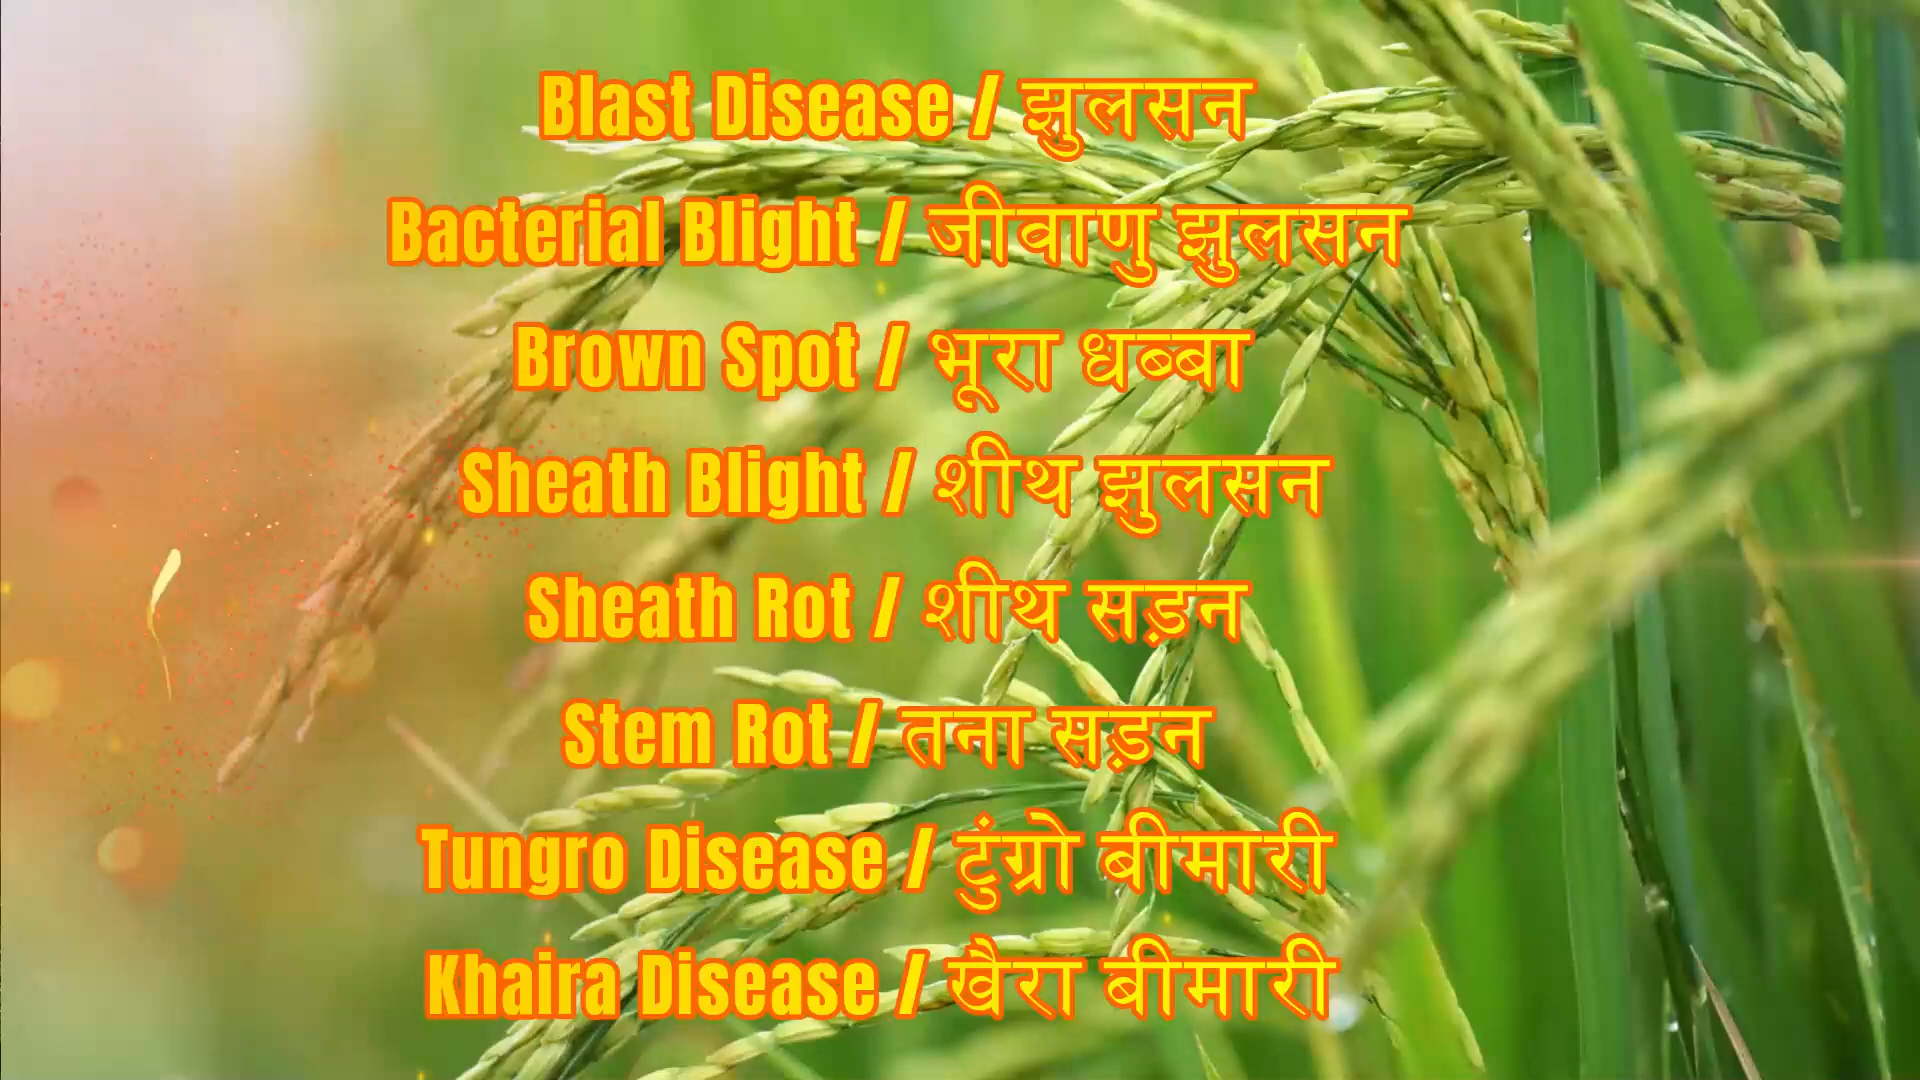 Blast Disease / झुलसन
Bacterial Blight / जीवाणु झुलसन
Brown Spot / भूरा धब्बा
Sheath Blight / शीथ झुलसन
Sheath Rot / शीथ सड़न
Stem Rot / तना सड़न
Tungro Disease / टुंग्रो बीमारी
Khaira Disease / खैरा बीमारी